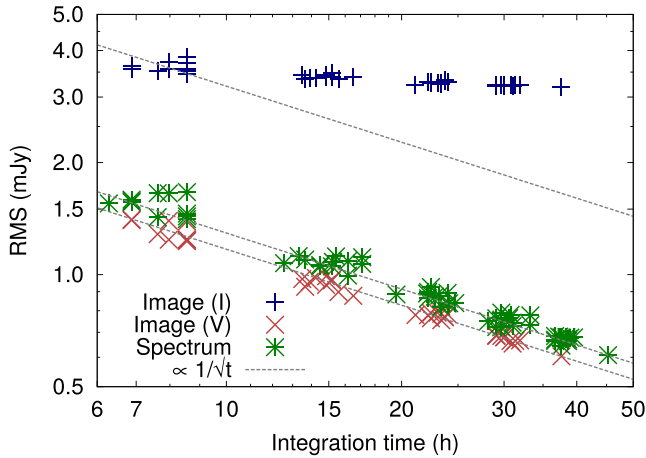 5.0
4.0
3.0
2.0
1.5
1.0
0.5
RMS (mJy)
Image (I)
Image (V)
Spectrum
∝ 1/√t
6 7 10 15 20 30 40 50
Integration time (h)